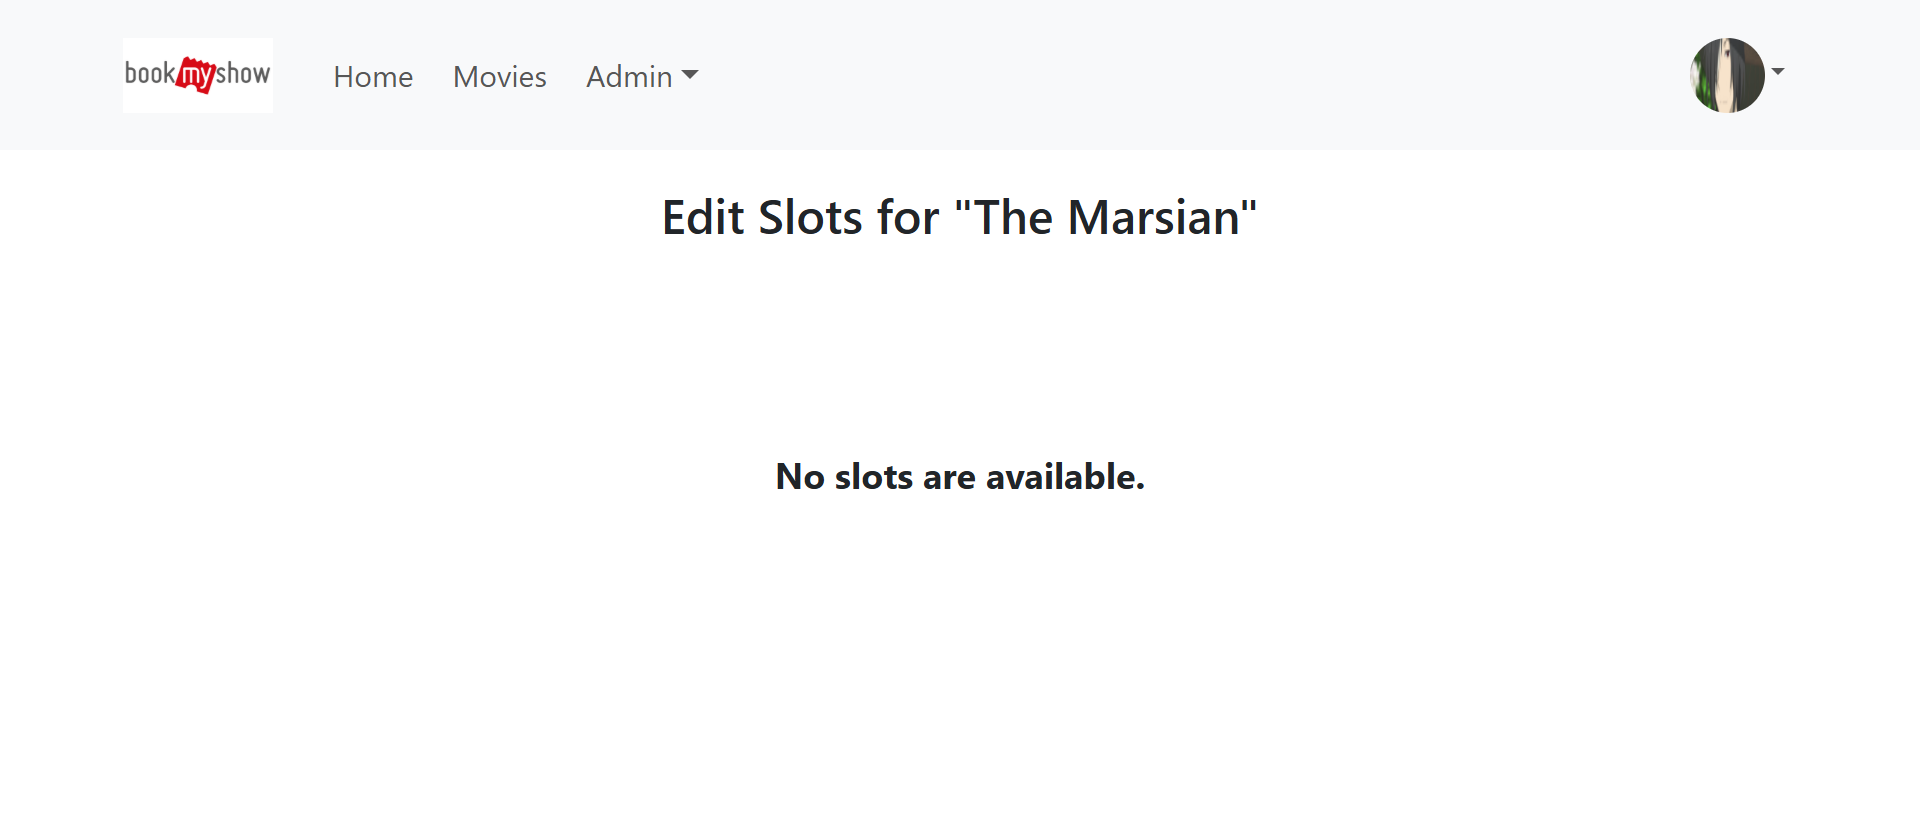 bookmyshow Home Movies Admin
Edit Slots for "The Marsian"
No slots are available.